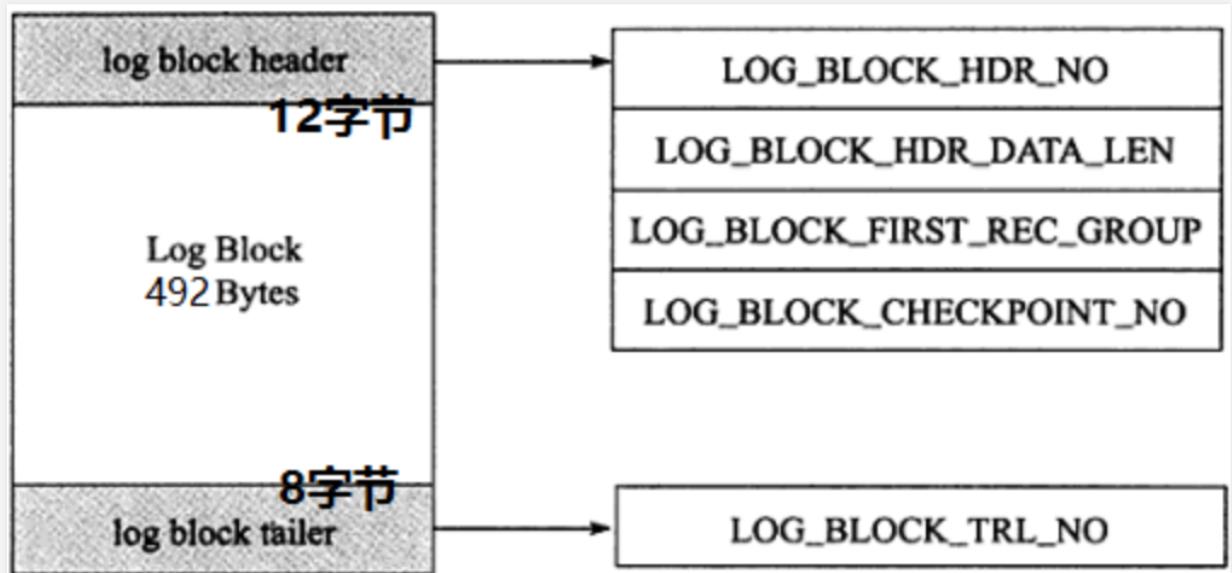 log block header
12字节
Log Block
492 Bytes
8字节
log block tailer
LOG_BLOCK_HDR_NO
LOG_BLOCK_HDR_DATA_LEN
LOG_BLOCK_FIRST_REC_GROUP
LOG_BLOCK_CHECKPOINT_NO
LOG_BLOCK_TRL_NO